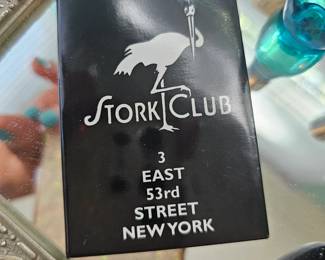 STORK CLUB
3
EAST
53rd
STREET
NEW YORK